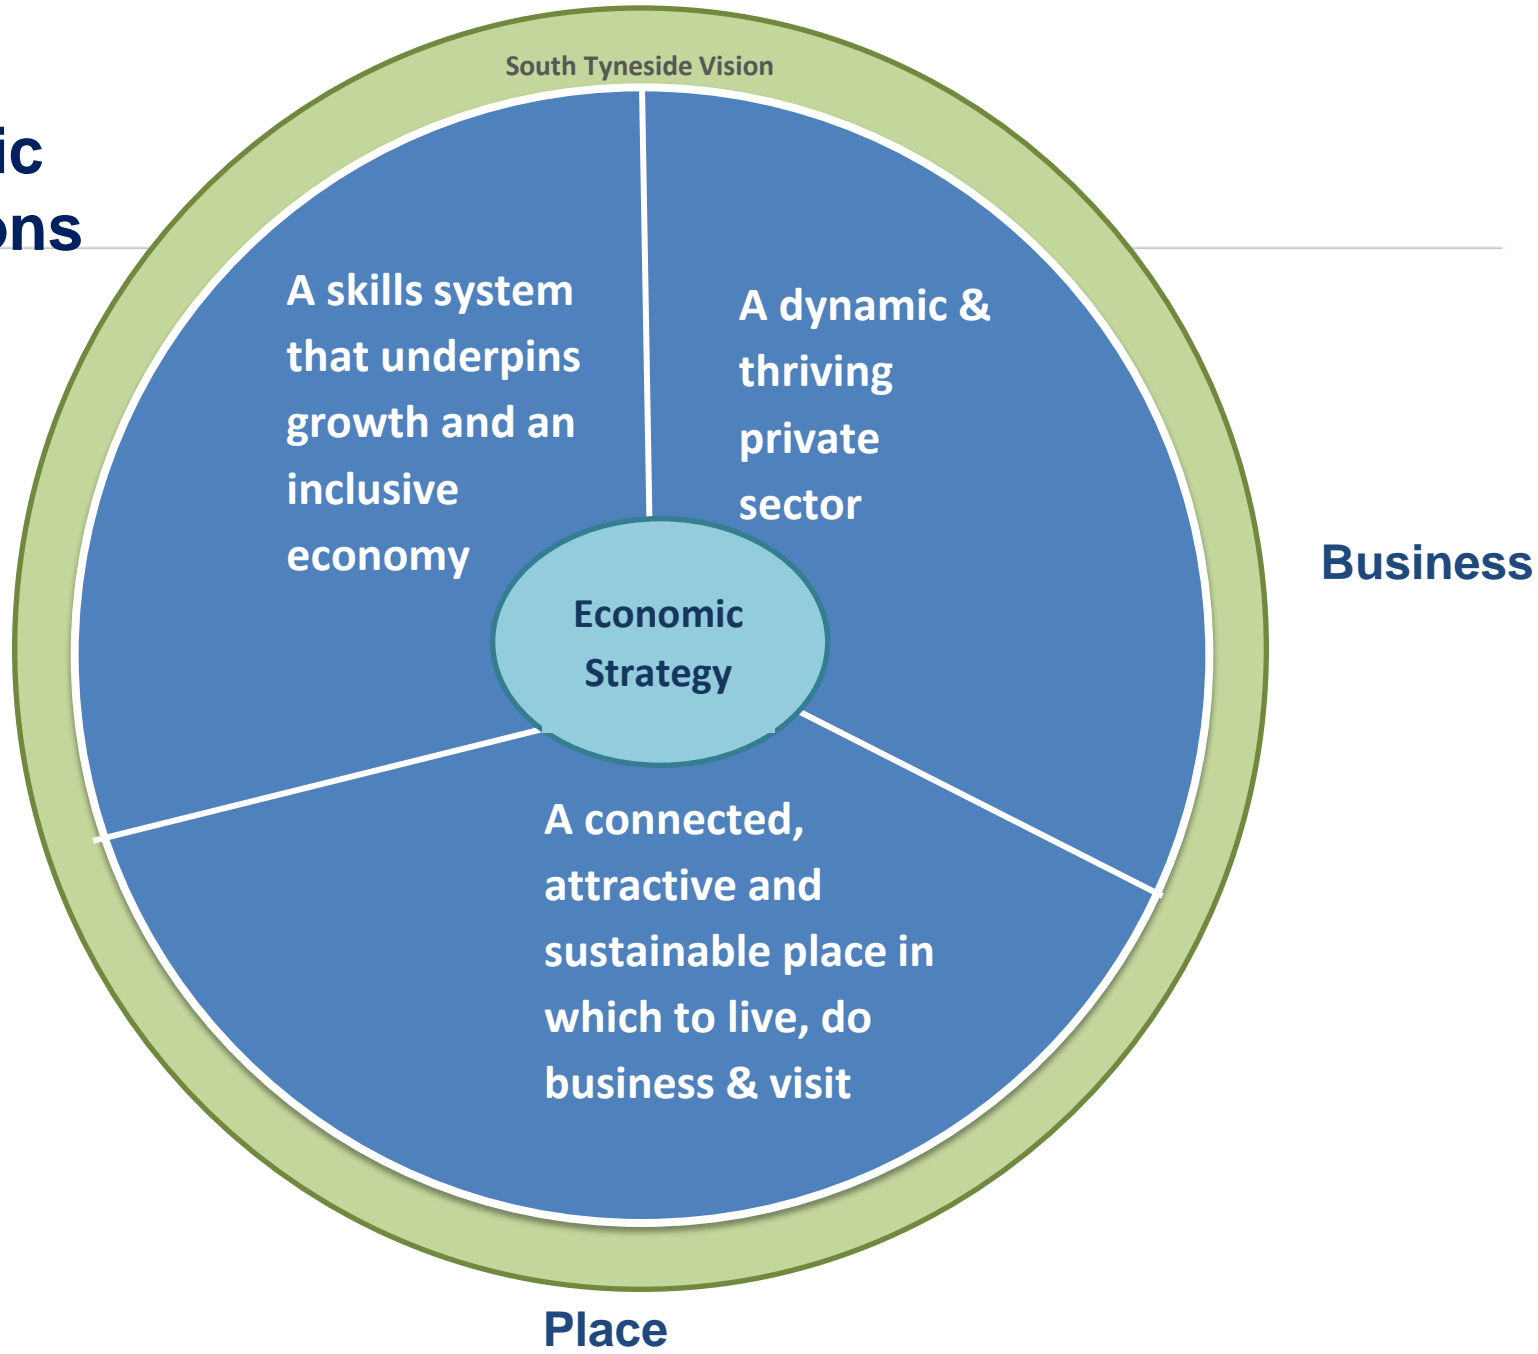 South Tyneside Vision
ic
ons
A skills system
that underpins
growth and an
inclusive
economy
A dynamic &
thriving
private
sector
Business
Economic
Strategy
A connected,
attractive and
sustainable place in
which to live, do
business & visit
Place